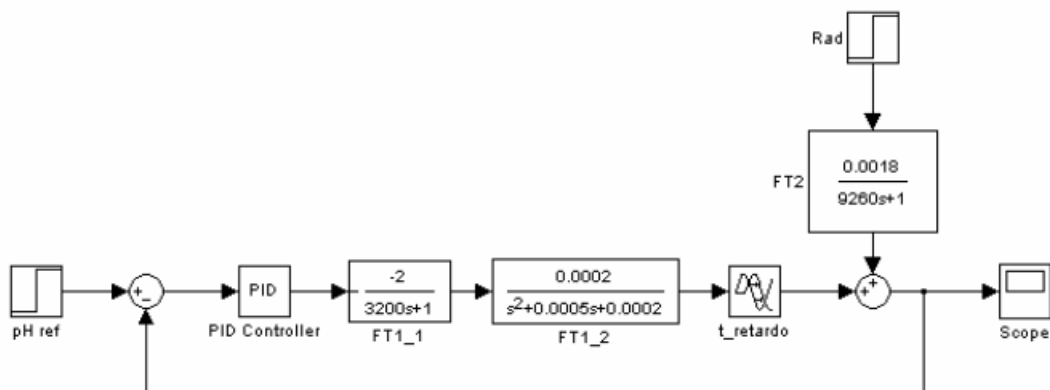 Rad
FT2
0.0018
9260s+1
pH ref
+
−
PID
PID Controller
-2
3200s+1
FT1_1
0.0002
s²+0.0005s+0.0002
FT1_2
t_retardo
+
+
Scope